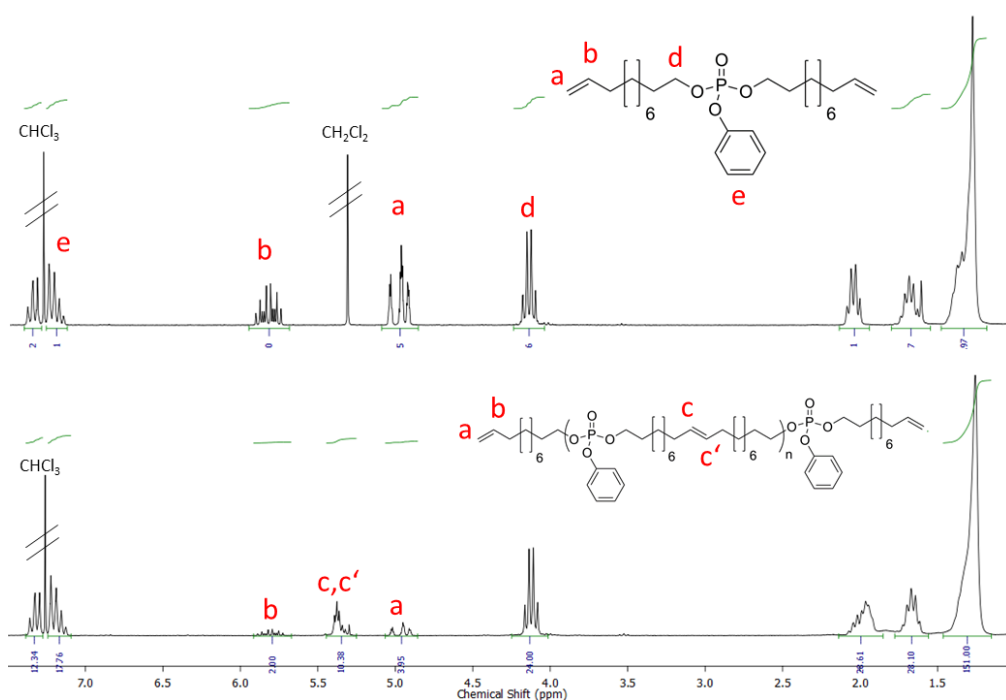 O
d
b
a
O P O
6
O
6
CHCl3
CH2Cl2
e
a
d
e
b
2
1
0
5
6
1
7
.97
O
c
O
b
a
O P O
O P O
6
O
6
6
n
O
6
c'
CHCl3
c,c'
b
a
12.34
17.76
2.00
10.38
3.95
24.00
151.00
7.0
6.5
6.0
5.5
5.0
4.5
4.0
3.5
3.0
2.5
2.0
1.5
Chemical Shift (ppm)